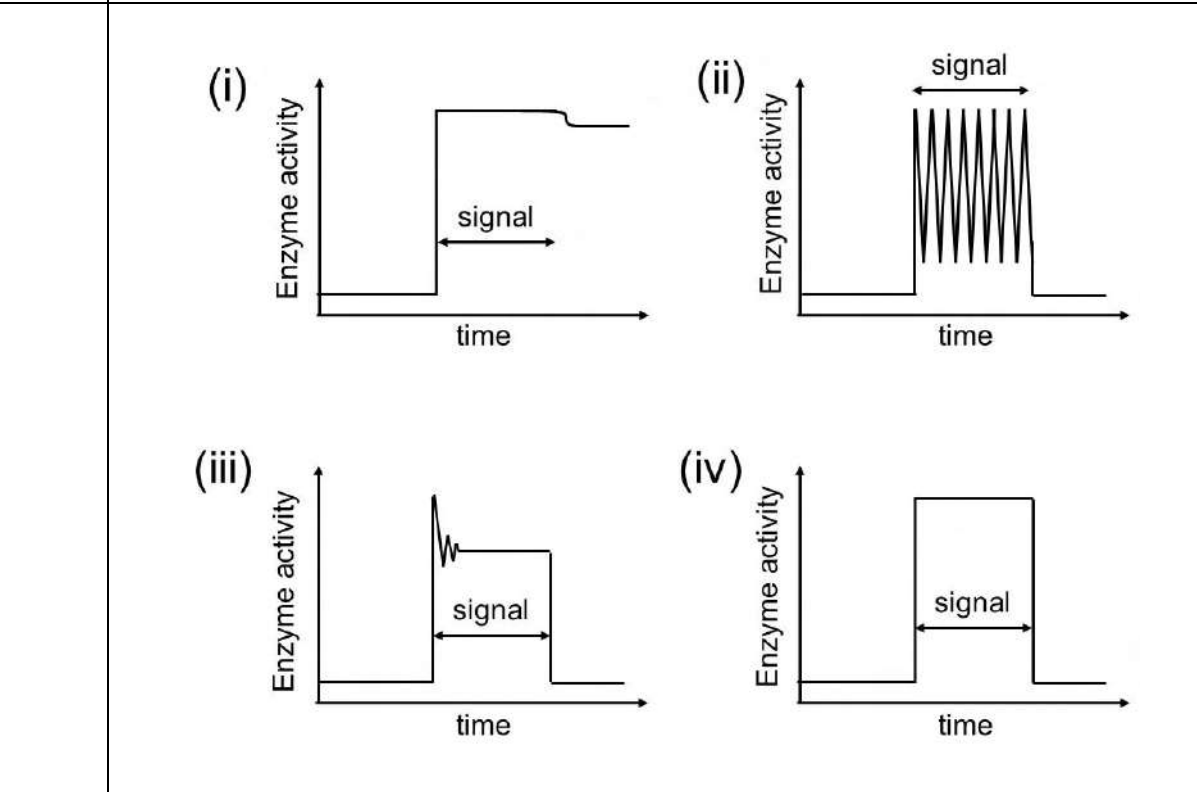 (i)
Enzyme activity
signal
time
(ii)
signal
Enzyme activity
time
(iii)
Enzyme activity
signal
time
(iv)
Enzyme activity
signal
time